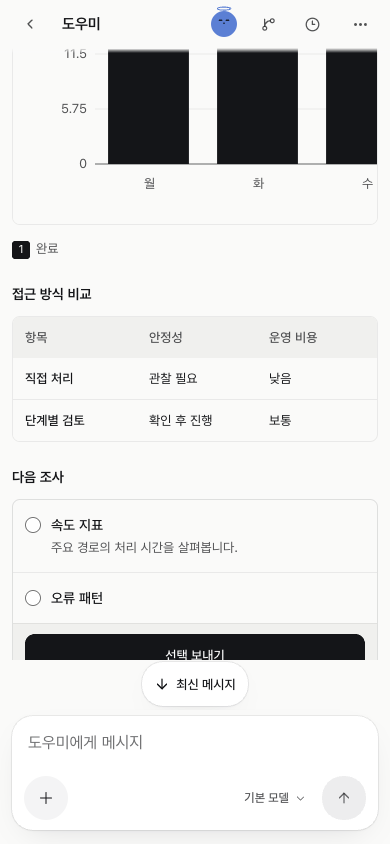 도우미
11.5
5.75
0
월 화 수
1 완료
접근 방식 비교
항목 안정성 운영 비용
직접 처리 관찰 필요 낮음
단계별 검토 확인 후 진행 보통
다음 조사
속도 지표
주요 경로의 처리 시간을 살펴봅니다.
오류 패턴
선택 보내기
최신 메시지
도우미에게 메시지
기본 모델